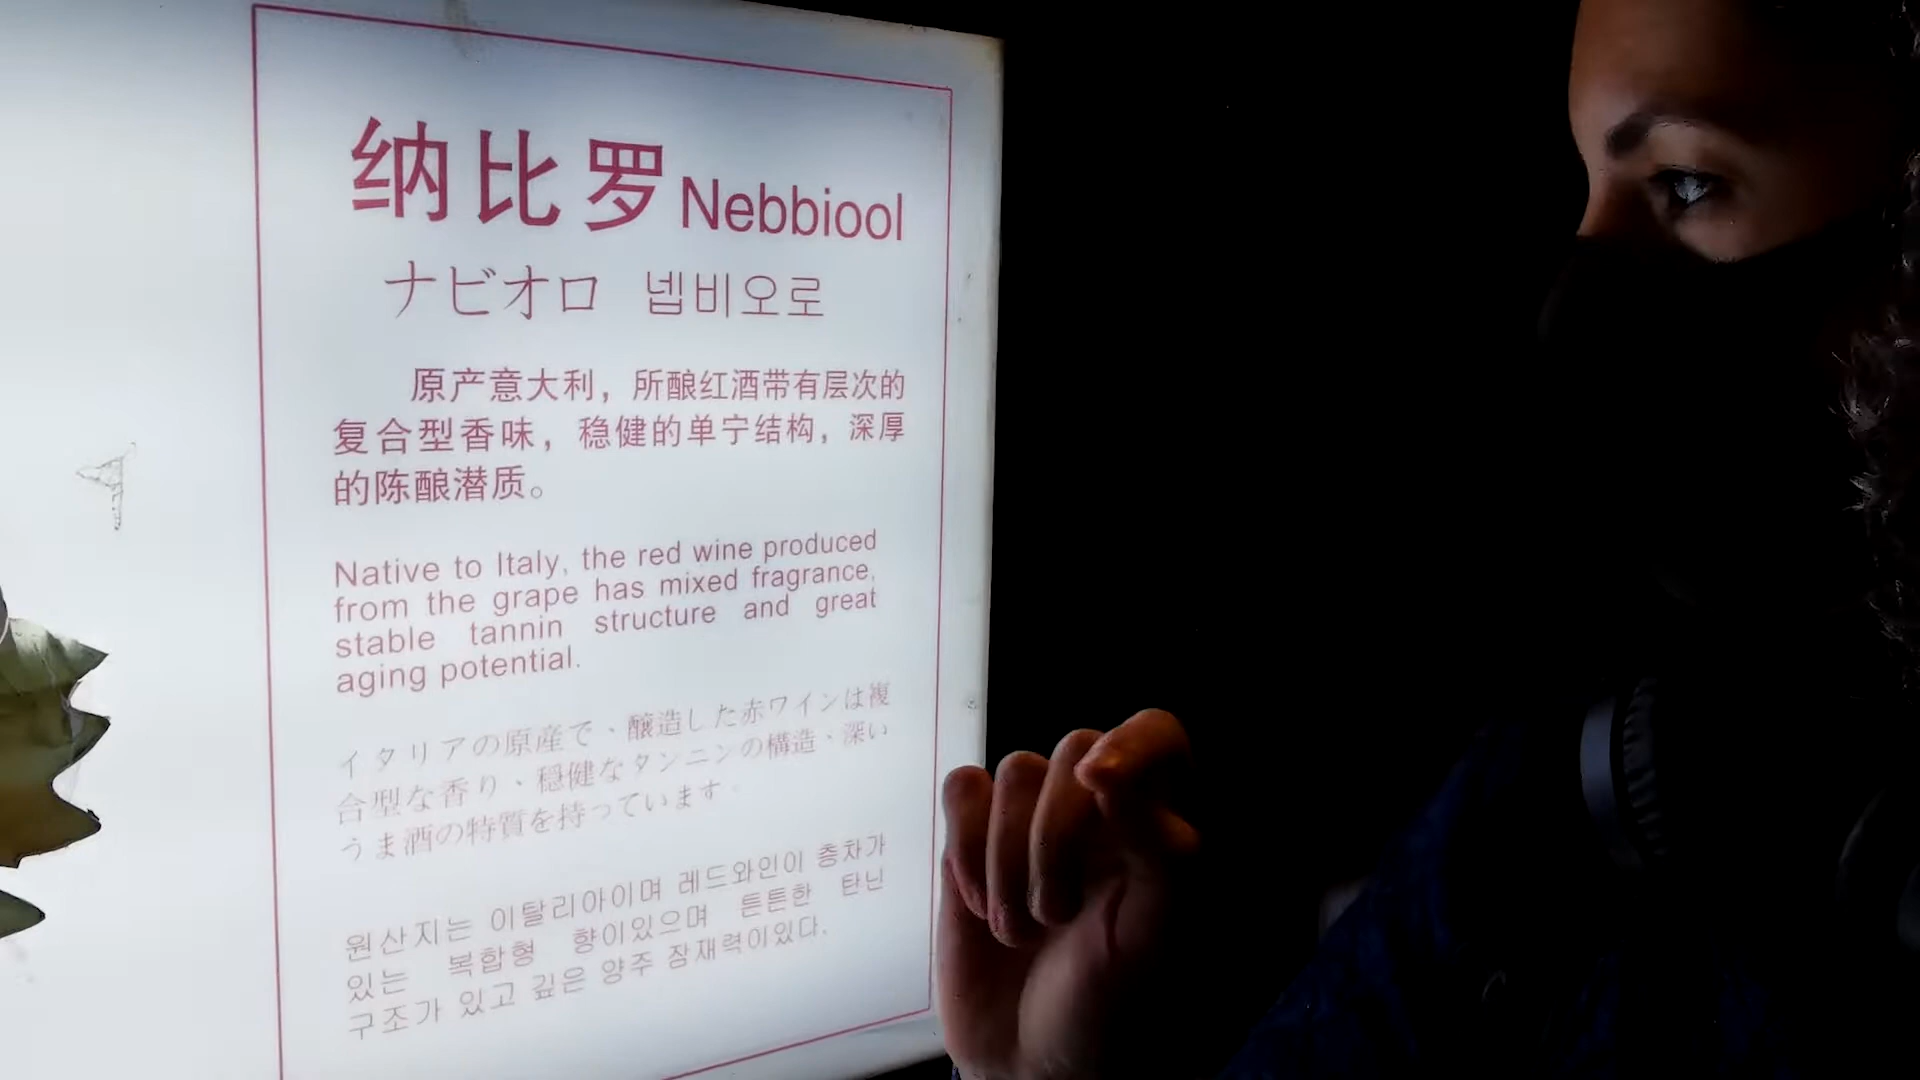 纳比罗 Nebbiool
ナビオロ 넵비오로
原产意大利，所酿红酒带有层次的
复合型香味，稳健的单宁结构，深厚
的陈酿潜质。
Native to Italy, the red wine produced
from the grape has mixed fragrance,
stable tannin structure and great
aging potential.
イタリアの原産で、醸造した赤ワインは複
合型な香り、穏健なタンニンの構造、深い
うま酒の特質を持っています.
원산지는 이탈리아이며 레드와인이 층차가
있는 복합형 향이있으며 튼튼한 탄닌
구조가 있고 깊은 양주 잠재력이있다.